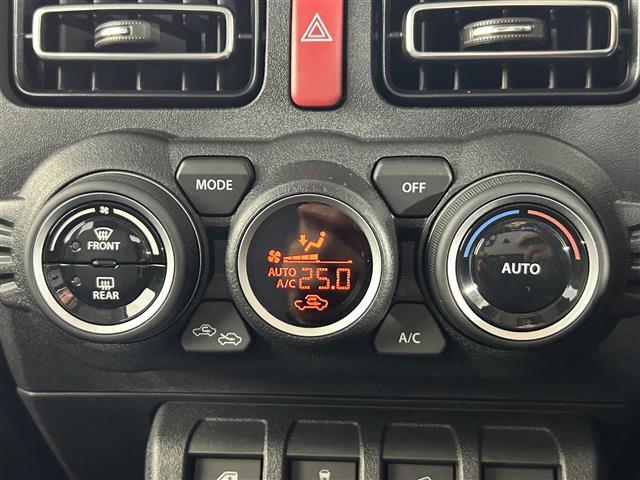 MODE
OFF
FRONT
REAR
AUTO
A/C
25.0
AUTO
A/C